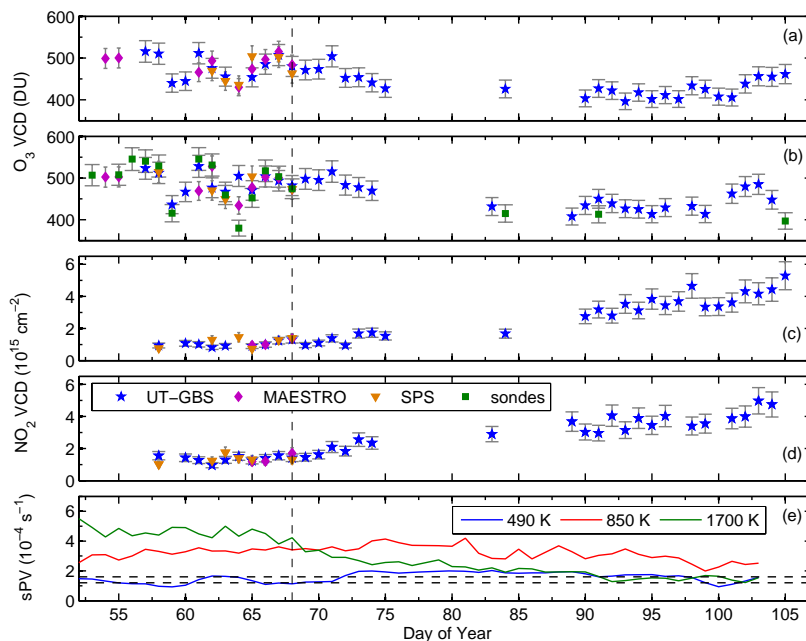 600
500
400
(a)
O3 VCD (DU)
600
500
400
(b)
6
4
2
0
(c)
NO2 VCD (10^15 cm^−2)
6
4
2
0
UT−GBS MAESTRO SPS sondes
(d)
6
4
2
0
sPV (10^−4 s^−1)
490 K 850 K 1700 K
(e)
55 60 65 70 75 80 85 90 95 100 105
Day of Year